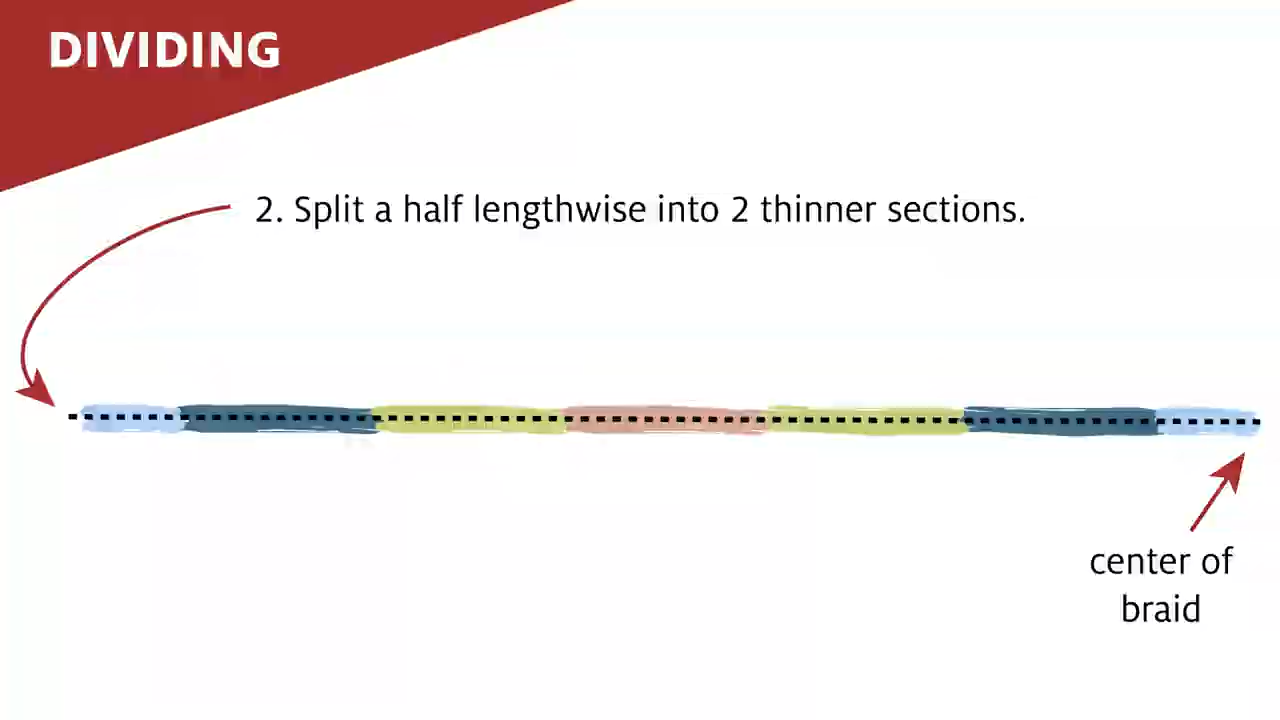 DIVIDING
2. Split a half lengthwise into 2 thinner sections.
center of
braid